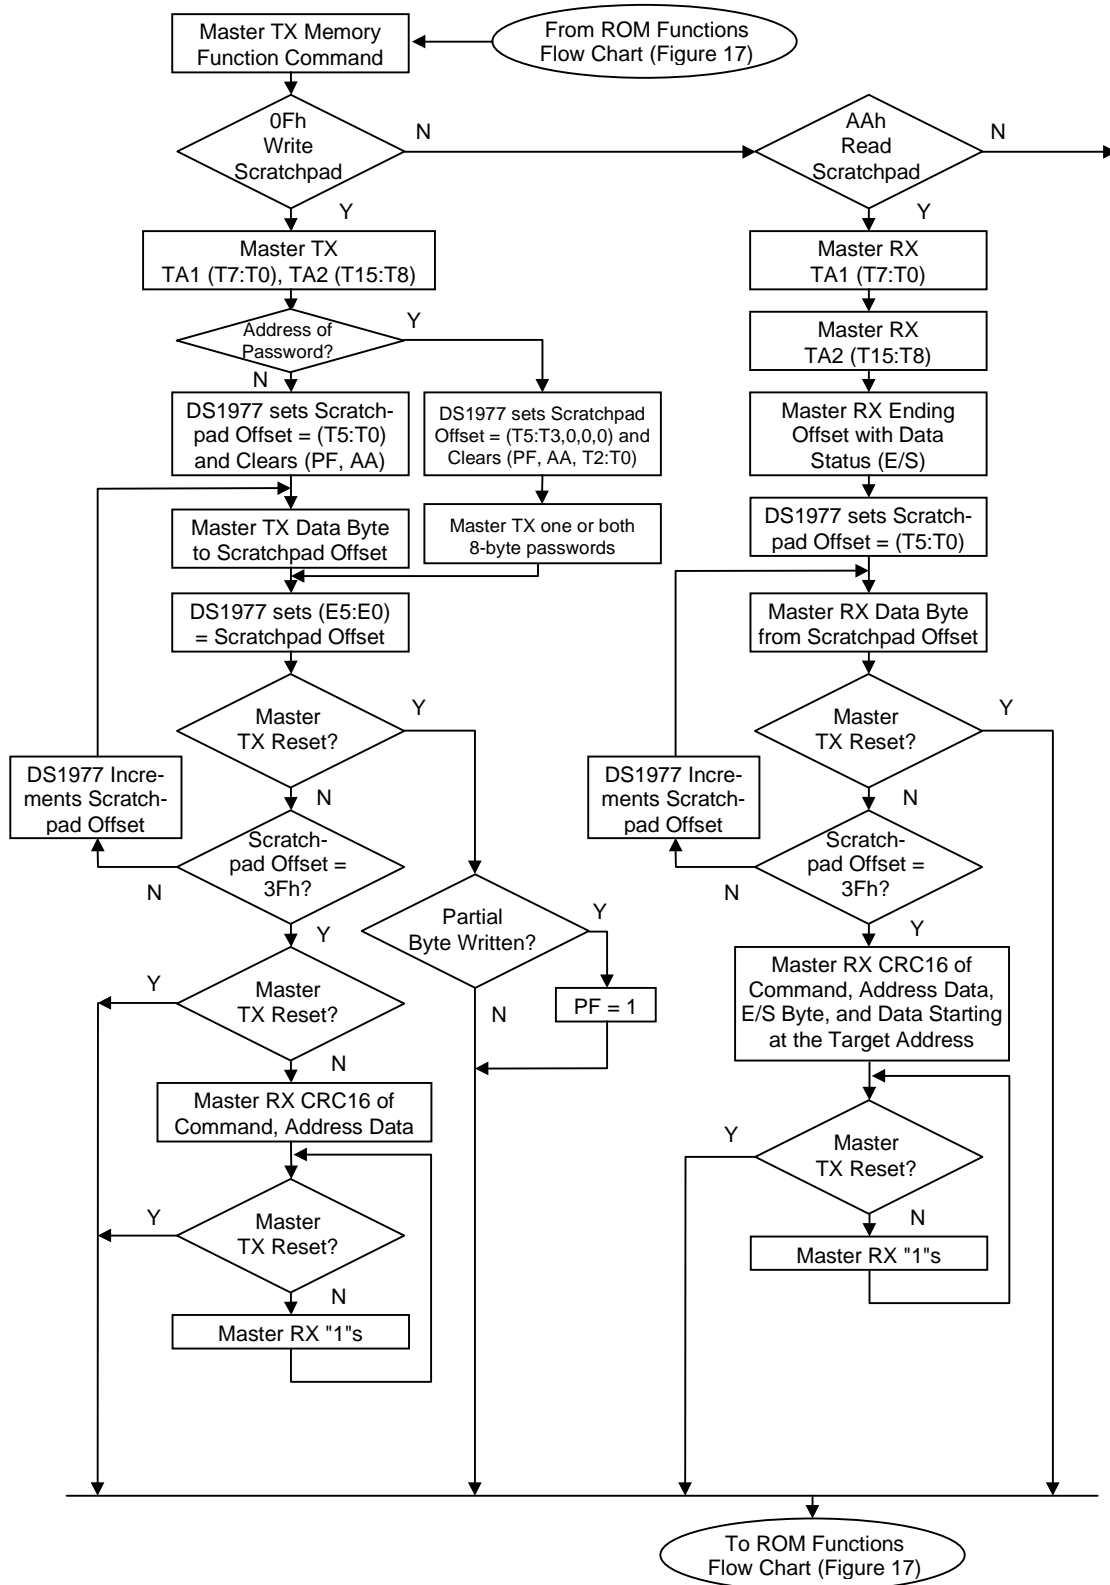 Master TX Memory
Function Command
From ROM Functions
Flow Chart (Figure 17)
0Fh
Write
Scratchpad
N
Y
AAh
Read
Scratchpad
N
Y
Master TX
TA1 (T7:T0), TA2 (T15:T8)
Address of
Password?
Y
N
DS1977 sets Scratch-
pad Offset = (T5:T0)
and Clears (PF, AA)
DS1977 sets Scratchpad
Offset = (T5:T3,0,0,0) and
Clears (PF, AA, T2:T0)
Master TX Data Byte
to Scratchpad Offset
Master TX one or both
8-byte passwords
DS1977 sets (E5:E0)
= Scratchpad Offset
Master
TX Reset?
Y
N
DS1977 Incre-
ments Scratch-
pad Offset
Scratch-
pad Offset =
3Fh?
N
Y
Partial
Byte Written?
Y
N
PF = 1
Master
TX Reset?
Y
N
Master RX CRC16 of
Command, Address Data
Master
TX Reset?
Y
N
Master RX "1"s
Master RX
TA1 (T7:T0)
Master RX
TA2 (T15:T8)
Master RX Ending
Offset with Data
Status (E/S)
DS1977 sets Scratch-
pad Offset = (T5:T0)
Master RX Data Byte
from Scratchpad Offset
Master
TX Reset?
Y
N
DS1977 Incre-
ments Scratch-
pad Offset
Scratch-
pad Offset =
3Fh?
N
Y
Master RX CRC16 of
Command, Address Data,
E/S Byte, and Data Starting
at the Target Address
Master
TX Reset?
Y
N
Master RX "1"s
To ROM Functions
Flow Chart (Figure 17)